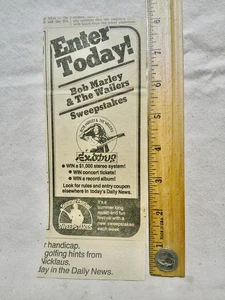 Enter
Today!
Bob Marley
& The Wailers
Sweepstakes
Exodus
• WIN a $1,000 stereo system!
• WIN concert tickets!
• WIN a record album!
Look for rules and entry coupon
elsewhere in today's Daily News.
It's a
summer long
music and fun
festival with a
new sweepstakes
each week.
SWEEPSTAKES
r handicap.
golfing hints from
Nicklaus.
day in the Daily News.